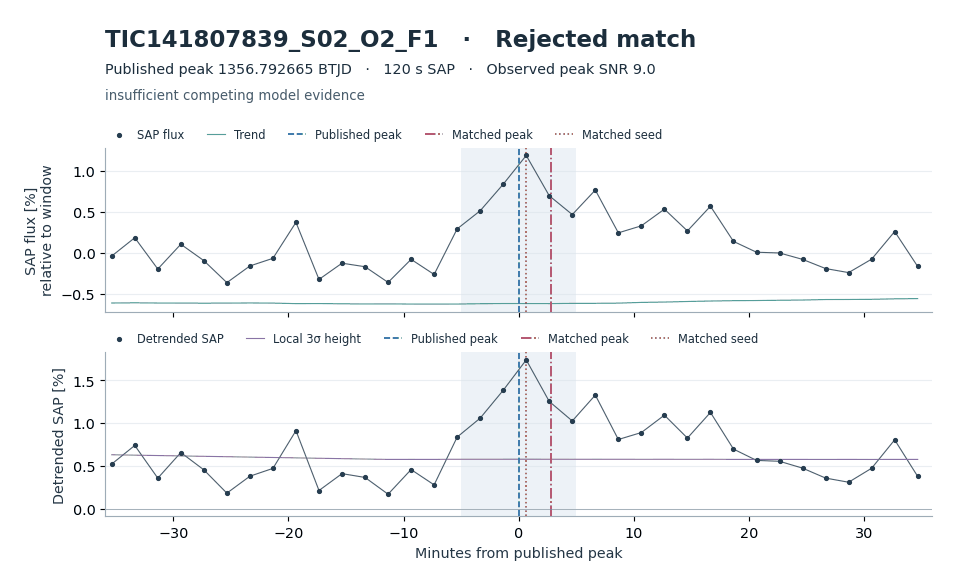 TIC141807839_S02_O2_F1 · Rejected match
Published peak 1356.792665 BTJD · 120 s SAP · Observed peak SNR 9.0
insufficient competing model evidence
SAP flux Trend Published peak Matched peak Matched seed
SAP flux [%]
relative to window
1.0
0.5
0.0
−0.5
Detrended SAP Local 3σ height Published peak Matched peak Matched seed
Detrended SAP [%]
1.5
1.0
0.5
0.0
−30 −20 −10 0 10 20 30
Minutes from published peak